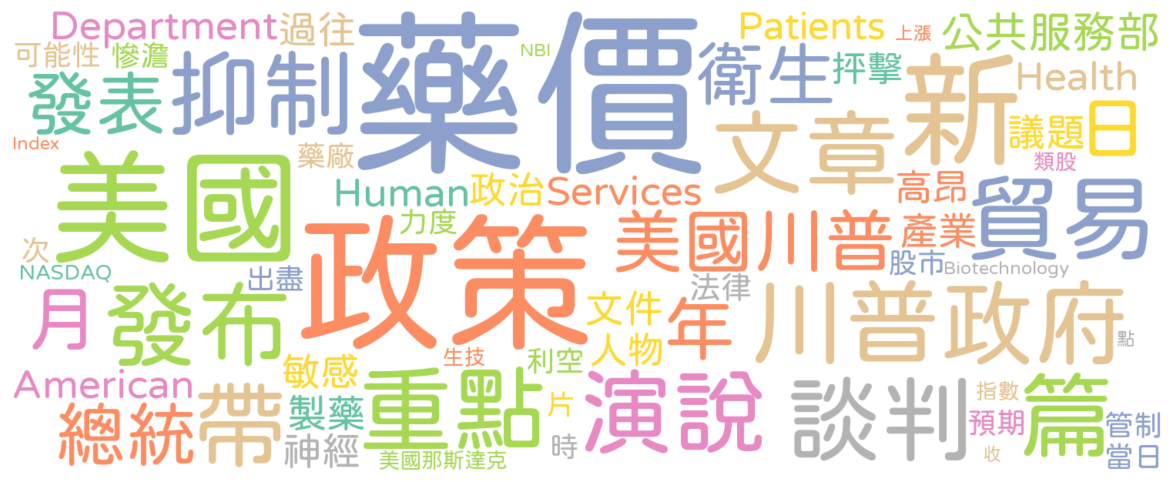 Department 過往 藥價 NBI Patients 上漲 公共服務部
可能性 慘澹 抑制 衛生 抨擊 新 Health
發表
Index 藥廠 文章 議題 日
類股
美國 Human 政治 Services 高昂 貿易
力度 政策 美國川普 產業
次 股市
NASDAQ 出盡 法律 Biotechnology
月 發布 文件 年 川普政府
點
生技 利空 人物
American 敏感 重點 片 演說 談判 指數 篇
總統 帶 製藥 預期 管制
神經 時 收 當日
美國那斯達克